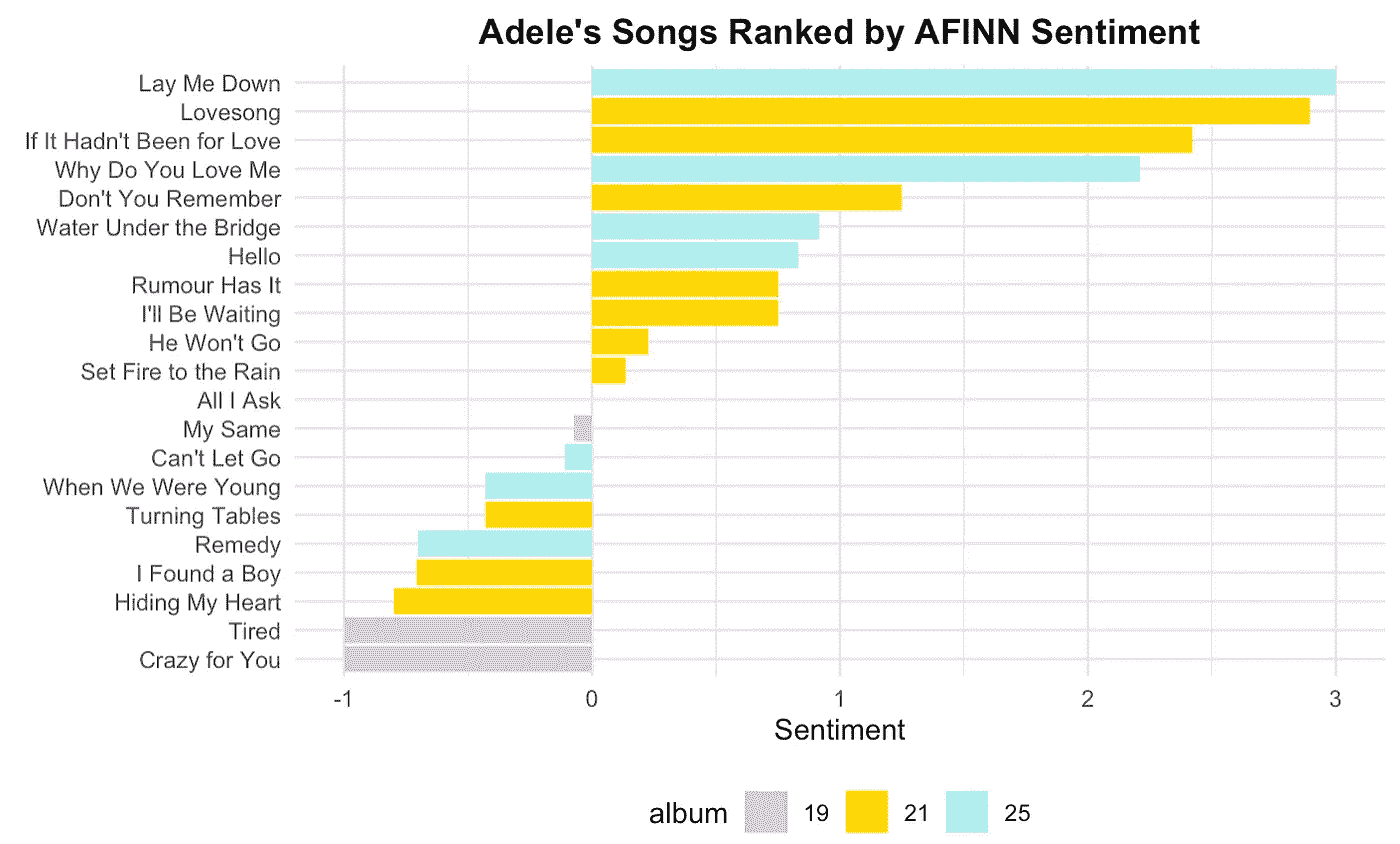 Adele's Songs Ranked by AFINN Sentiment
Lay Me Down
Lovesong
If It Hadn't Been for Love
Why Do You Love Me
Don't You Remember
Water Under the Bridge
Hello
Rumour Has It
I'll Be Waiting
He Won't Go
Set Fire to the Rain
All I Ask
My Same
Can't Let Go
When We Were Young
Turning Tables
Remedy
I Found a Boy
Hiding My Heart
Tired
Crazy for You
-1 0 1 2 3
Sentiment
album 19 21 25